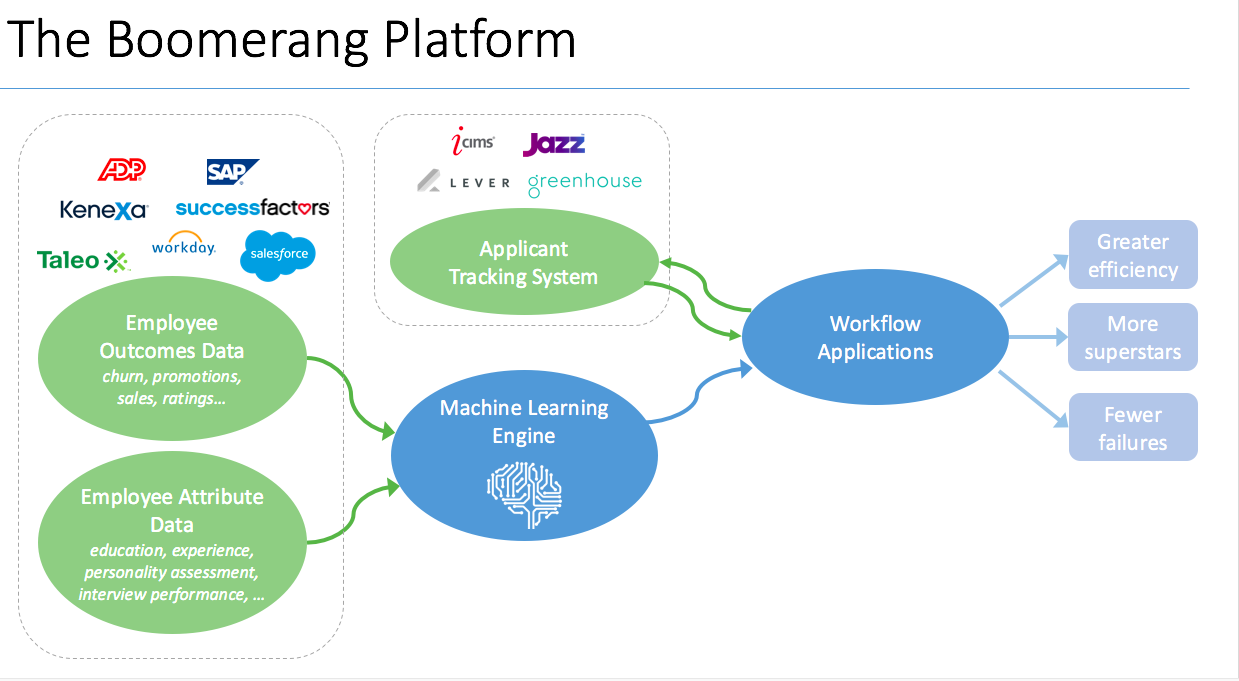 The Boomerang Platform
ADP
SAP
Kenexa
successfactors
Taleo
workday.
salesforce
Employee
Outcomes Data
churn, promotions,
sales, ratings...
Employee Attribute
Data
education, experience,
personality assessment,
interview performance, ...
icims
Jazz
LEVER
greenhouse
Applicant
Tracking System
Machine Learning
Engine
Workflow
Applications
Greater
efficiency
More
superstars
Fewer
failures